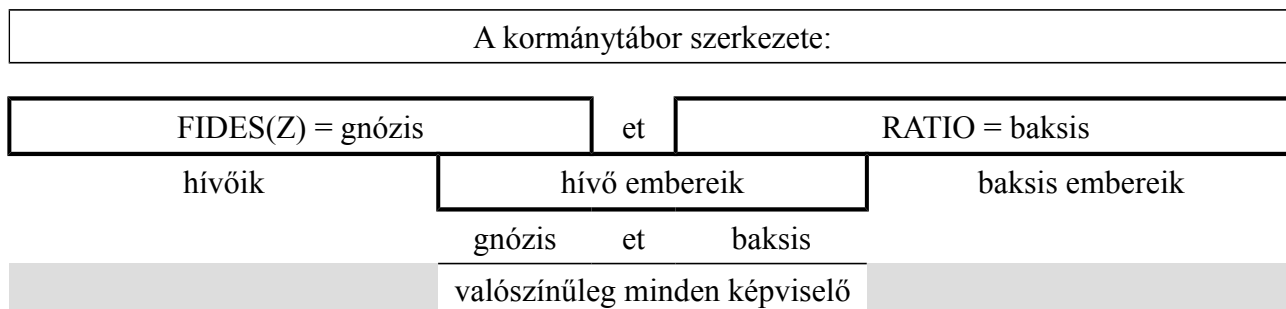 A kormánytábor szerkezete:
FIDES(Z) = gnózis et RATIO = baksis
hívőik hívő embereik baksis embereik
gnózis et baksis
valószínűleg minden képviselő